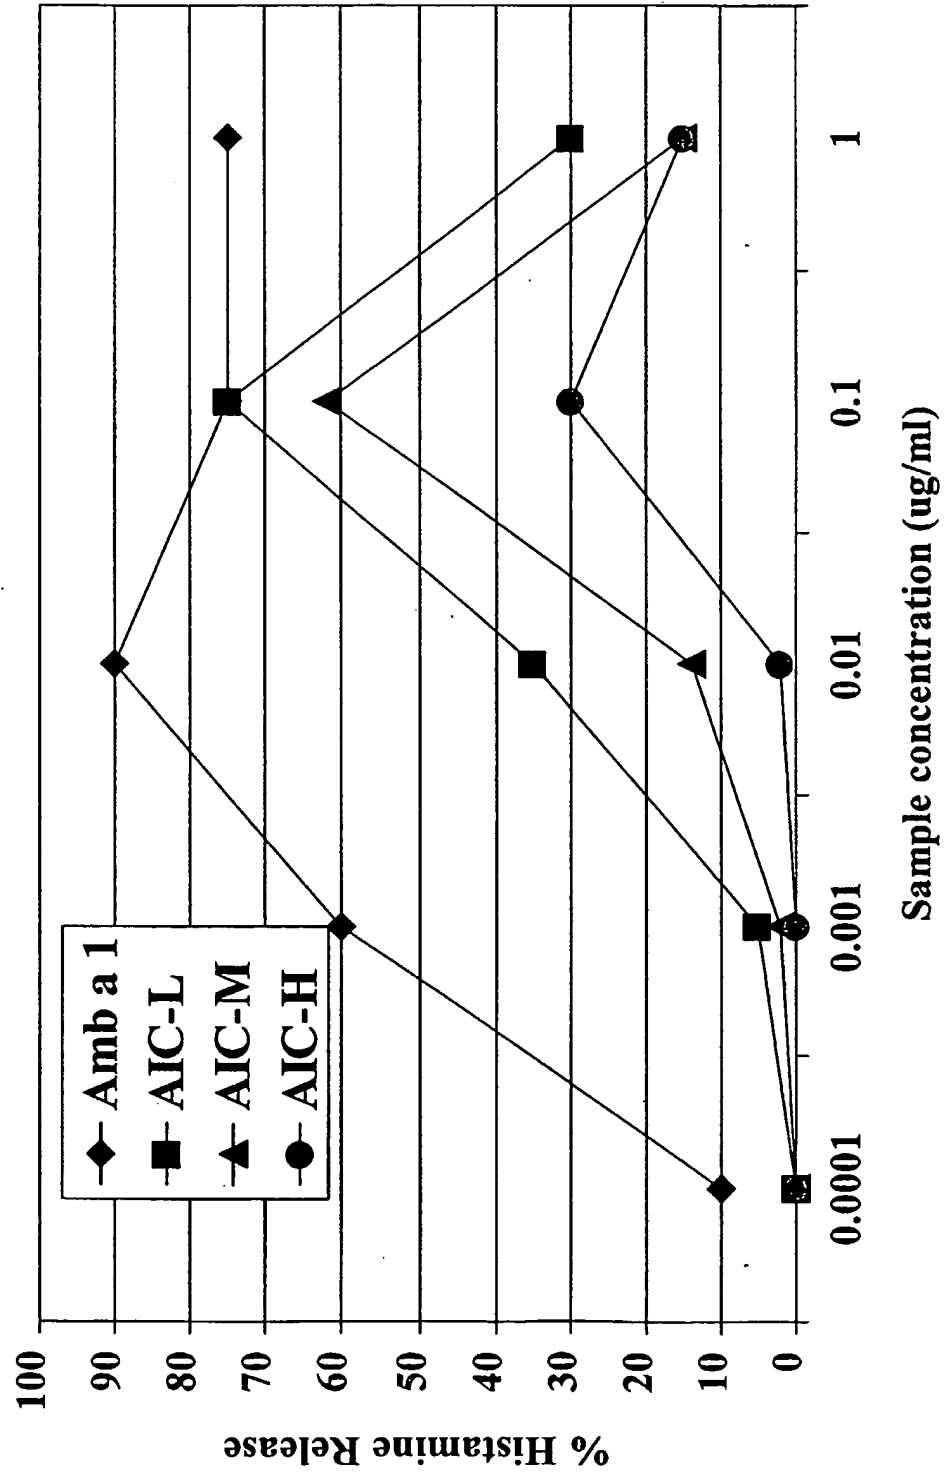 % Histamine Release
100
90
80
70
60
50
40
30
20
10
0
Amb a 1
AIC-L
AIC-M
AIC-H
0.0001
0.001
0.01
0.1
1
Sample concentration (ug/ml)